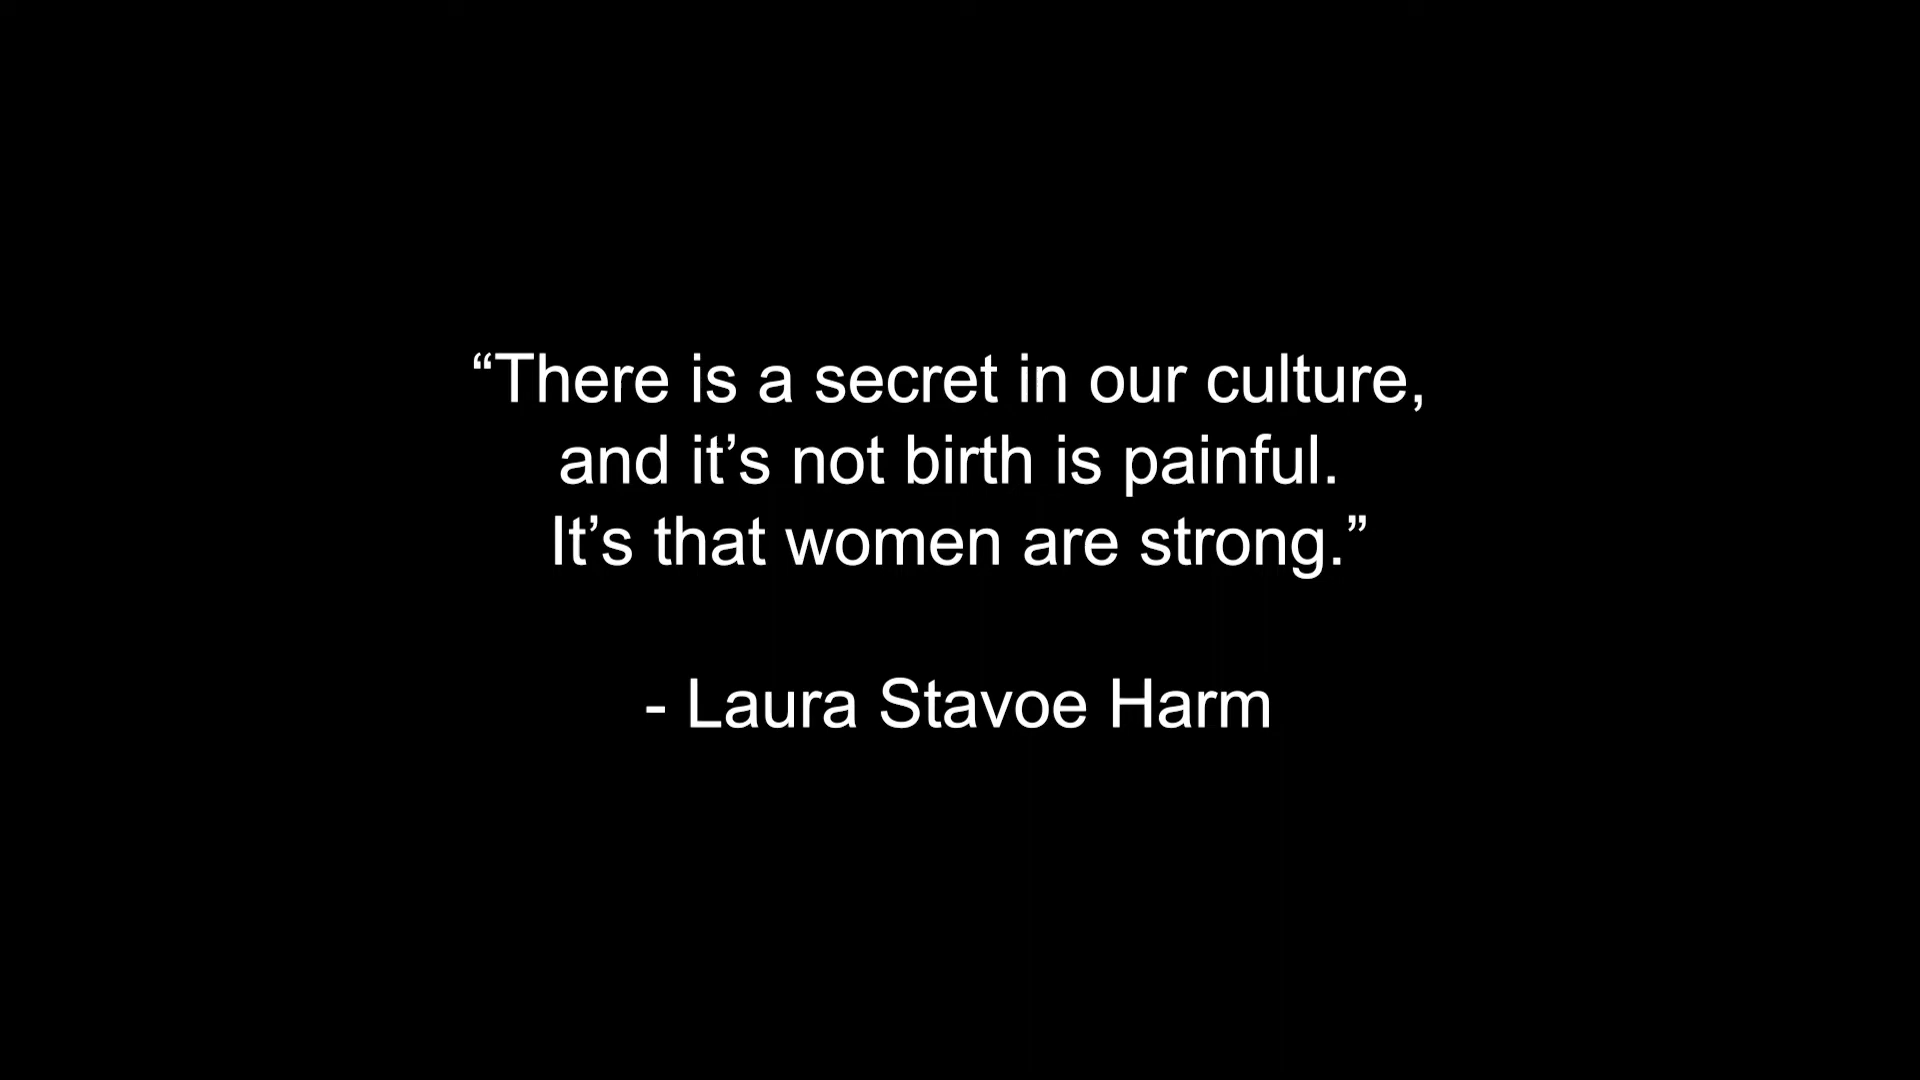 “There is a secret in our culture,
and it’s not birth is painful.
It’s that women are strong.”
- Laura Stavoe Harm